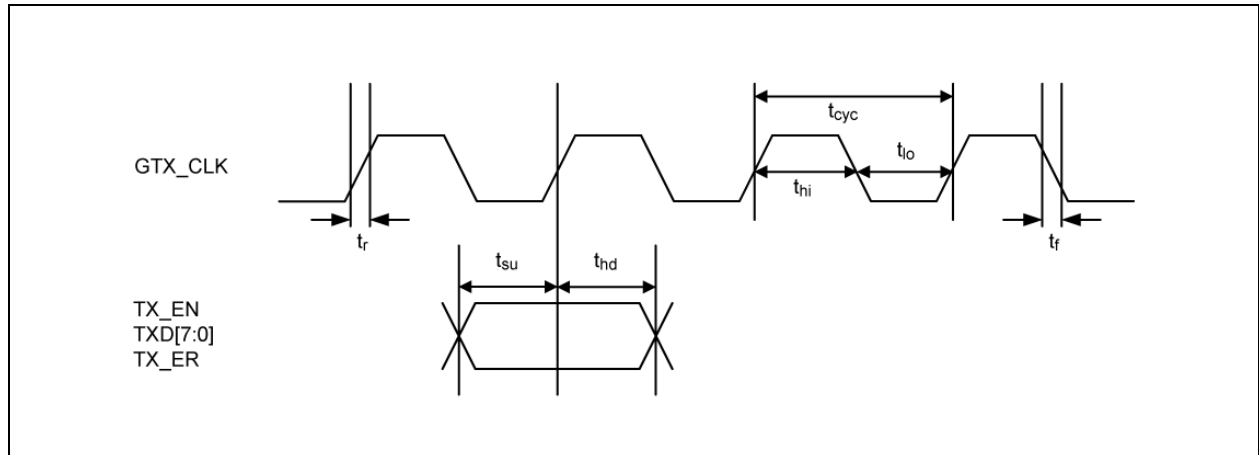 t_cyc
GTX_CLK
t_hi
t_lo
t_r
t_f
t_su
t_hd
TX_EN
TXD[7:0]
TX_ER